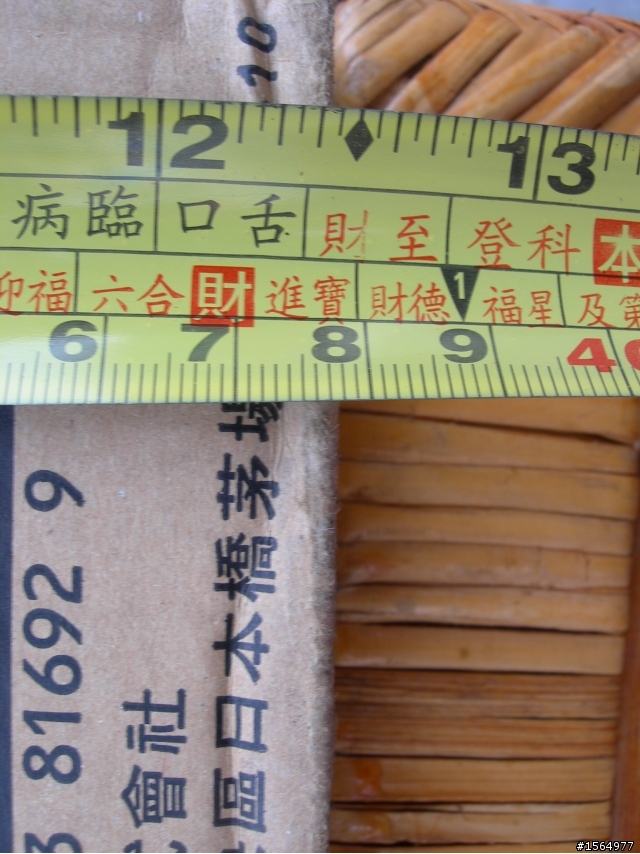 10
12 13
病臨 口舌 財至 登科 本
迎福 六合 財 進寶 財德 1 福星 及第
6 7 8 9 40
81692 9
會社
區日本橋茅場
#1564977